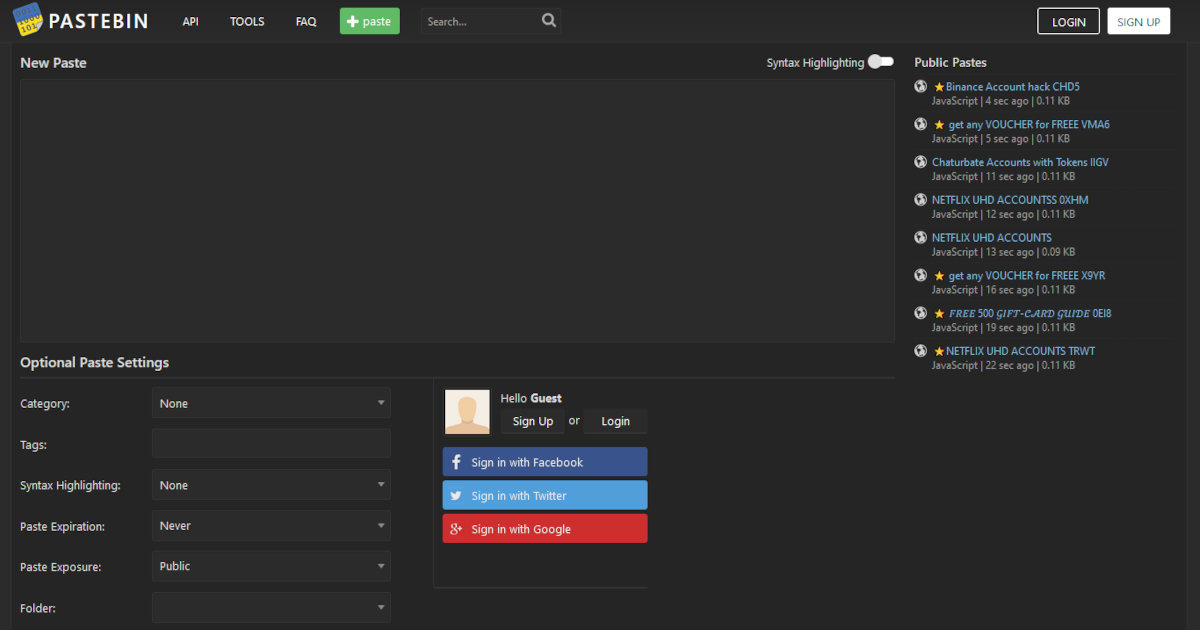 PASTEBIN API TOOLS FAQ + paste Search... LOGIN SIGN UP
New Paste
Syntax Highlighting
Optional Paste Settings
Category: None
Tags:
Syntax Highlighting: None
Paste Expiration: Never
Paste Exposure: Public
Folder:
Hello Guest
Sign Up or Login
Sign in with Facebook
Sign in with Twitter
Sign in with Google
Public Pastes
⭐Binance Account hack CHD5
JavaScript | 4 sec ago | 0.11 KB
⭐ get any VOUCHER for FREEE VMA6
JavaScript | 5 sec ago | 0.11 KB
Chaturbate Accounts with Tokens IIGV
JavaScript | 11 sec ago | 0.11 KB
NETFLIX UHD ACCOUNTSS 0XHM
JavaScript | 12 sec ago | 0.11 KB
NETFLIX UHD ACCOUNTS
JavaScript | 13 sec ago | 0.09 KB
⭐ get any VOUCHER for FREEE X9YR
JavaScript | 16 sec ago | 0.11 KB
⭐ 𝓕𝓡𝓔𝓔 500 𝓖𝓘𝓕𝓣-𝓒𝓐𝓡𝓓 𝓖𝓤𝓘𝓓𝓔 0EI8
JavaScript | 19 sec ago | 0.11 KB
⭐NETFLIX UHD ACCOUNTS TRWT
JavaScript | 22 sec ago | 0.11 KB